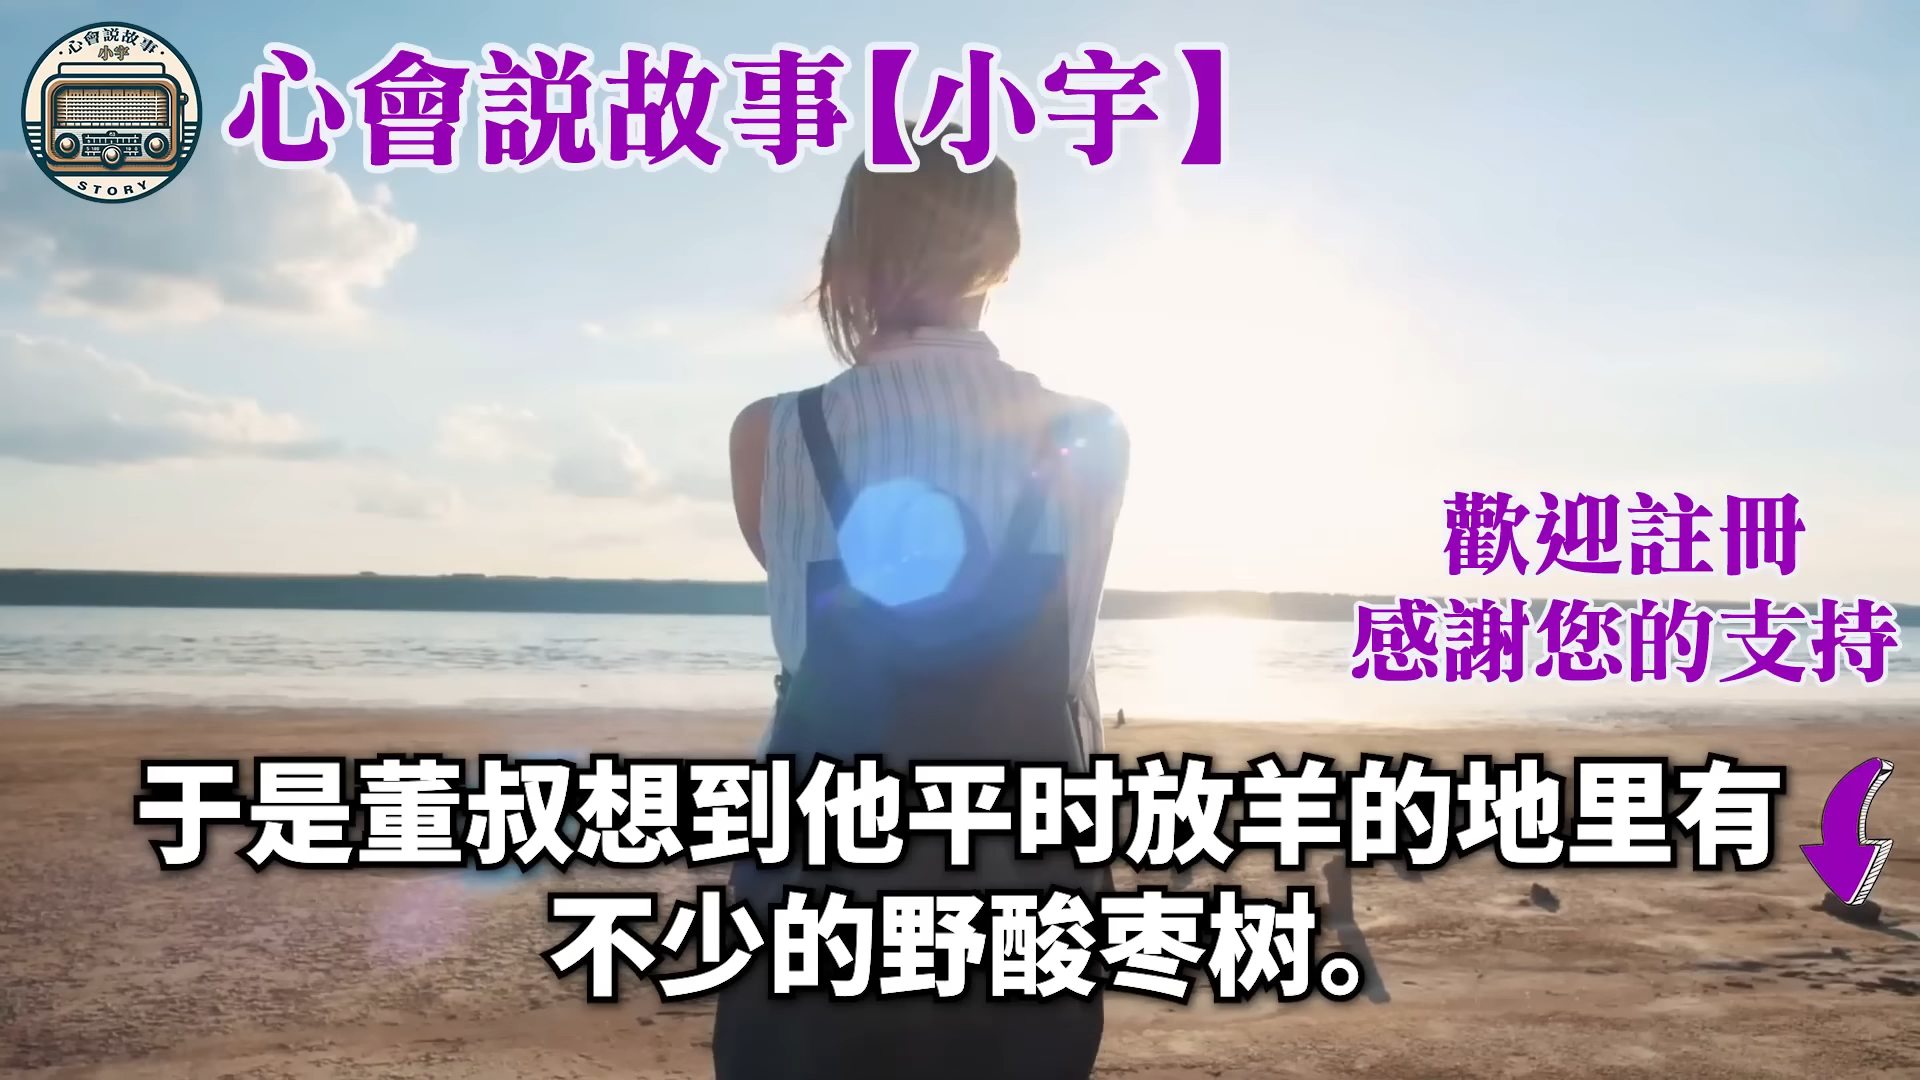 心會説故事
小宇
STORY
心會説故事【小宇】
歡迎註冊
感謝您的支持
于是董叔想到他平时放羊的地里有
不少的野酸枣树。